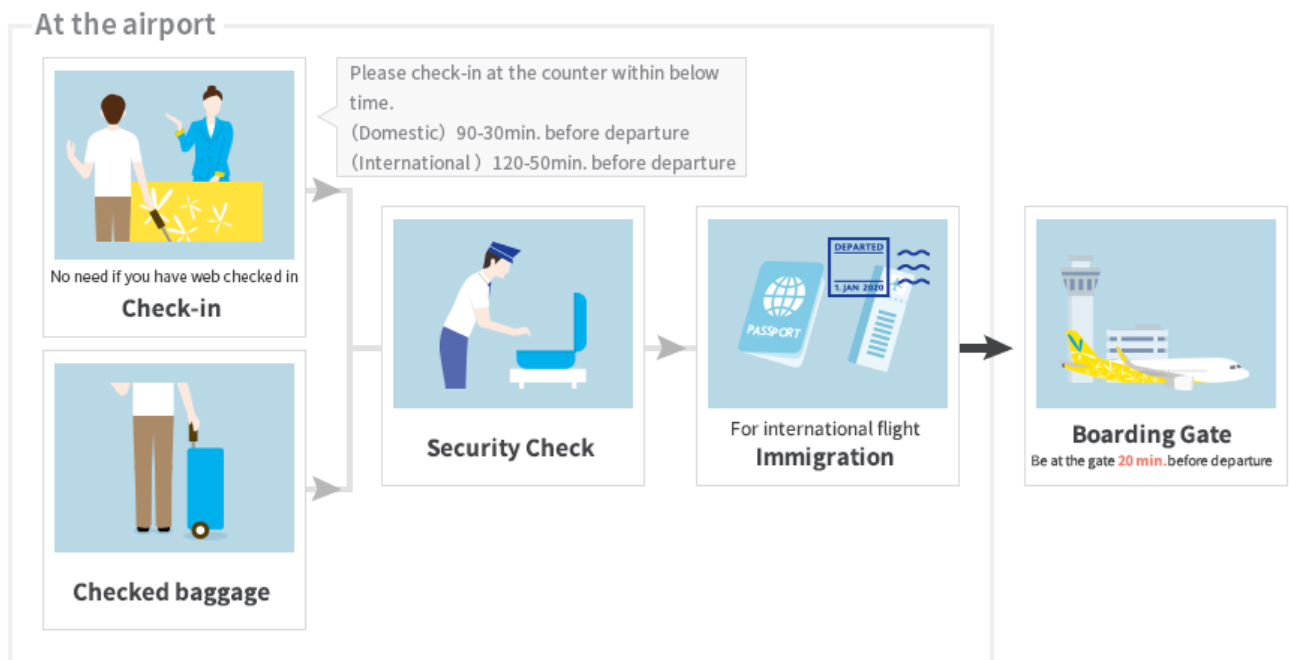 At the airport
Please check-in at the counter within below
time.
（Domestic）90-30min. before departure
（International ）120-50min. before departure
No need if you have web checked in
Check-in
Checked baggage
Security Check
PASSPORT
DEPARTED
1. JAN 2020
For international flight
Immigration
Boarding Gate
Be at the gate 20 min. before departure